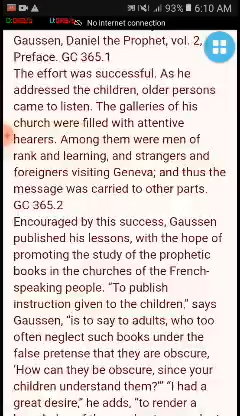 93% 6:10 AM
No internet connection
Gaussen, Daniel the Prophet, vol. 2,
Preface. GC 365.1
The effort was successful. As he
addressed the children, older persons
came to listen. The galleries of his
church were filled with attentive
hearers. Among them were men of
rank and learning, and strangers and
foreigners visiting Geneva; and thus the
message was carried to other parts.
GC 365.2
Encouraged by this success, Gaussen
published his lessons, with the hope of
promoting the study of the prophetic
books in the churches of the French-
speaking people. “To publish
instruction given to the children,” says
Gaussen, “is to say to adults, who too
often neglect such books under the
false pretense that they are obscure,
‘How can they be obscure, since your
children understand them?’” “I had a
great desire,” he adds, “to render a